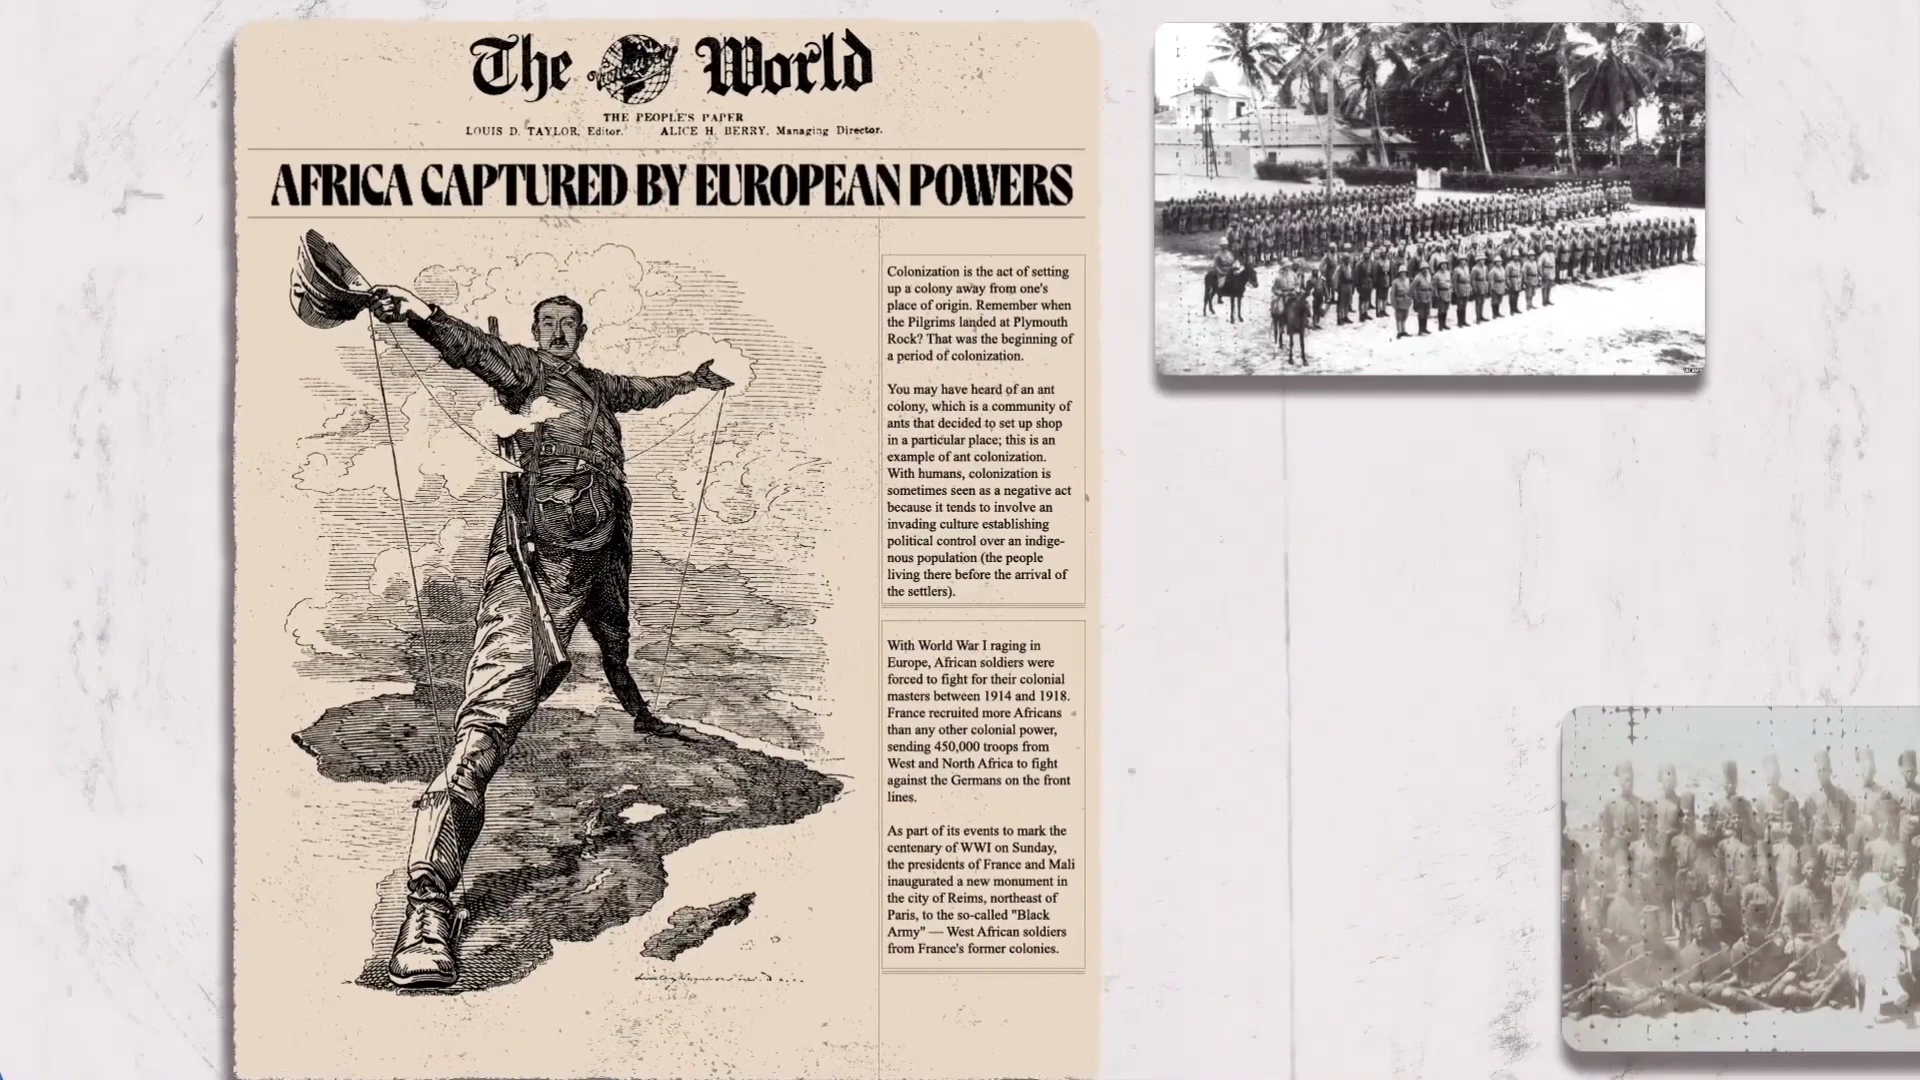 The World
THE PEOPLE'S PAPER
LOUIS D. TAYLOR, Editor. ALICE H. BERRY, Managing Director.
AFRICA CAPTURED BY EUROPEAN POWERS
Colonization is the act of setting
up a colony away from one's
place of origin. Remember when
the Pilgrims landed at Plymouth
Rock? That was the beginning of
a period of colonization.
You may have heard of an ant
colony, which is a community of
ants that decided to set up shop
in a particular place; this is an
example of ant colonization.
With humans, colonization is
sometimes seen as a negative act
because it tends to involve an
invading culture establishing
political control over an indige-
nous population (the people
living there before the arrival of
the settlers).
With World War I raging in
Europe, African soldiers were
forced to fight for their colonial
masters between 1914 and 1918.
France recruited more Africans
than any other colonial power,
sending 450,000 troops from
West and North Africa to fight
against the Germans on the front
lines.
As part of its events to mark the
centenary of WWI on Sunday,
the presidents of France and Mali
inaugurated a new monument in
the city of Reims, northeast of
Paris, to the so-called "Black
Army" — West African soldiers
from France's former colonies.